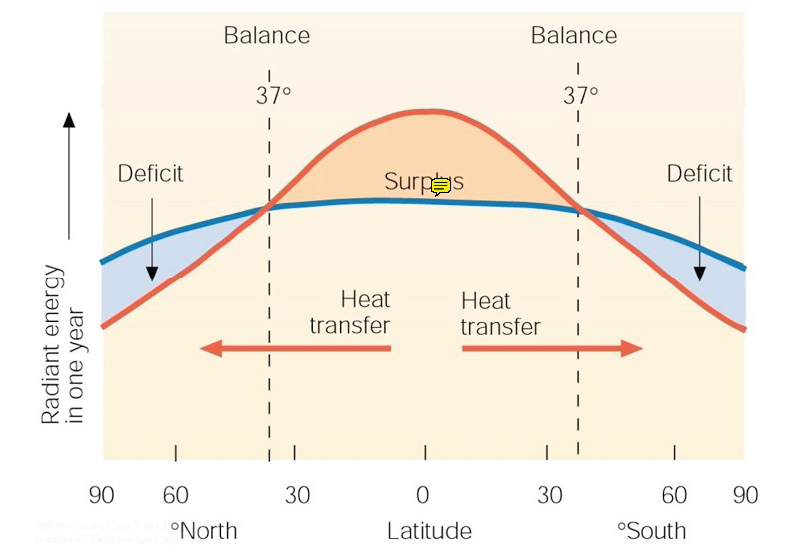 Balance
Balance
37°
37°
Deficit
Surplus
Deficit
Radiant energy
in one year
Heat
transfer
Heat
transfer
90
60
30
0
30
60
90
°North
Latitude
°South